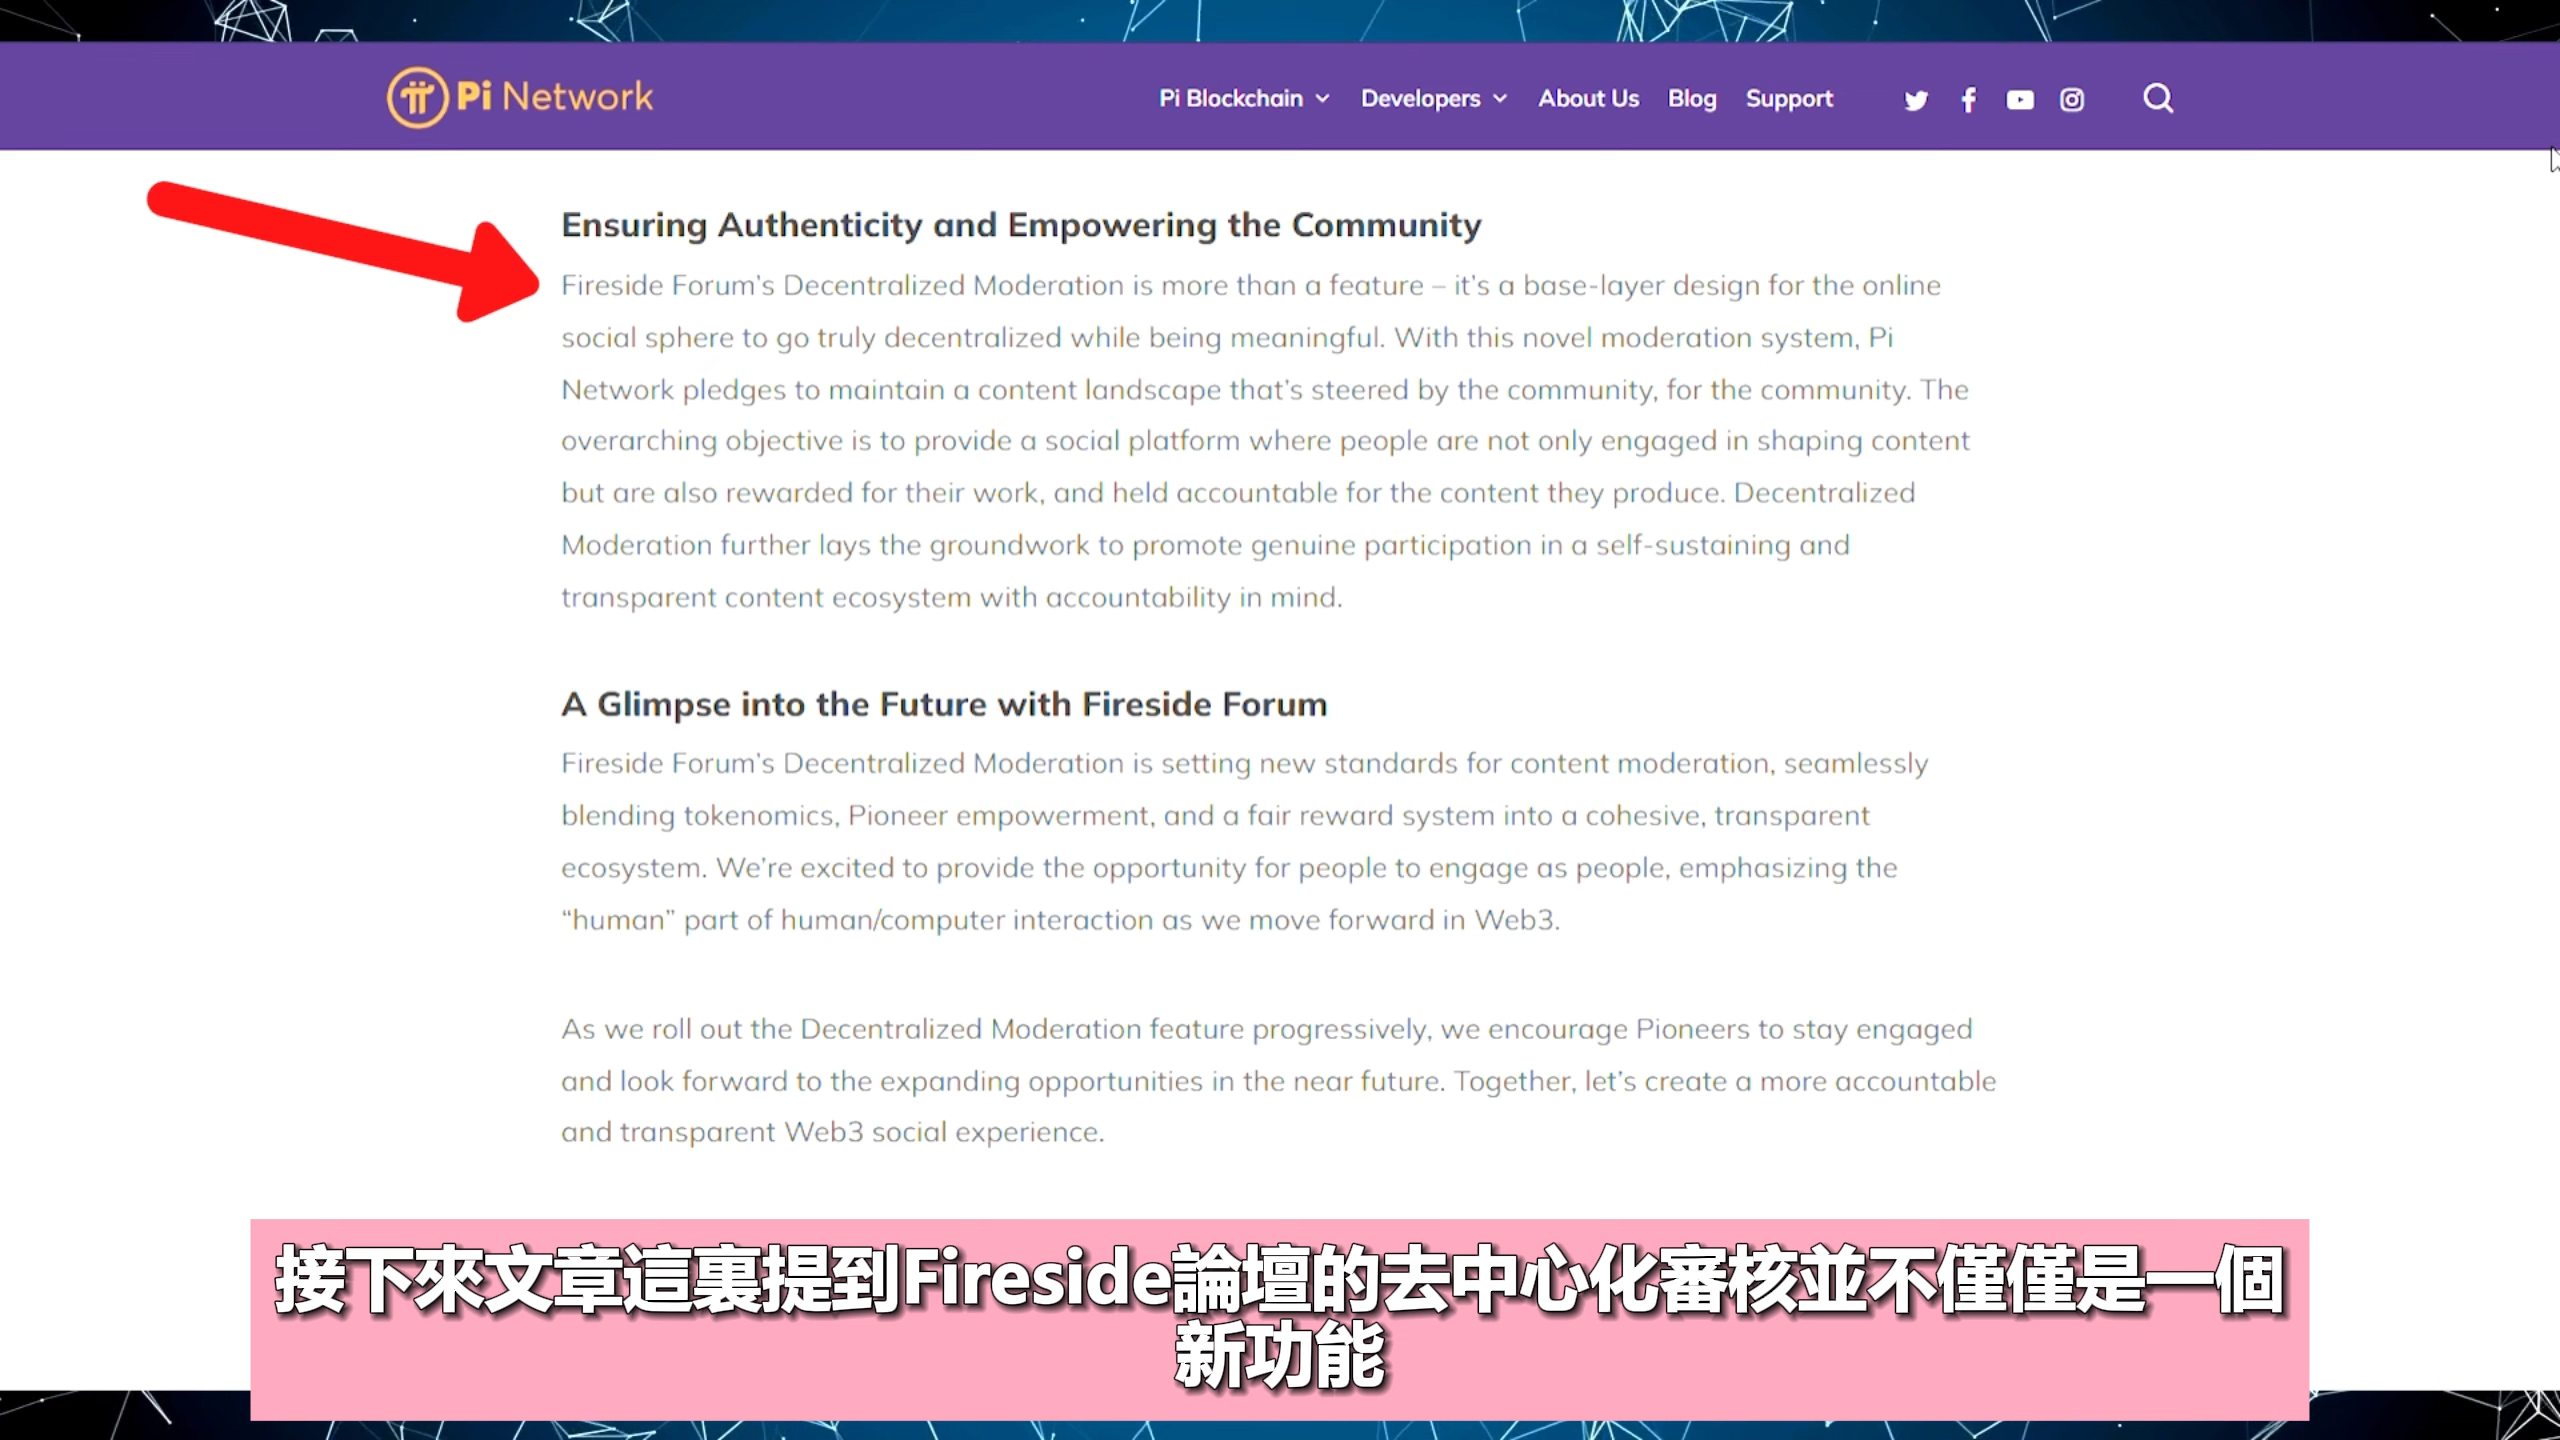 Pi Network
Pi Blockchain Developers About Us Blog Support
Ensuring Authenticity and Empowering the Community
Fireside Forum’s Decentralized Moderation is more than a feature – it’s a base-layer design for the online
social sphere to go truly decentralized while being meaningful. With this novel moderation system, Pi
Network pledges to maintain a content landscape that’s steered by the community, for the community. The
overarching objective is to provide a social platform where people are not only engaged in shaping content
but are also rewarded for their work, and held accountable for the content they produce. Decentralized
Moderation further lays the groundwork to promote genuine participation in a self-sustaining and
transparent content ecosystem with accountability in mind.
A Glimpse into the Future with Fireside Forum
Fireside Forum’s Decentralized Moderation is setting new standards for content moderation, seamlessly
blending tokenomics, Pioneer empowerment, and a fair reward system into a cohesive, transparent
ecosystem. We’re excited to provide the opportunity for people to engage as people, emphasizing the
“human” part of human/computer interaction as we move forward in Web3.
As we roll out the Decentralized Moderation feature progressively, we encourage Pioneers to stay engaged
and look forward to the expanding opportunities in the near future. Together, let’s create a more accountable
and transparent Web3 social experience.
接下來文章這裏提到Fireside論壇的去中心化審核並不僅僅是一個
新功能